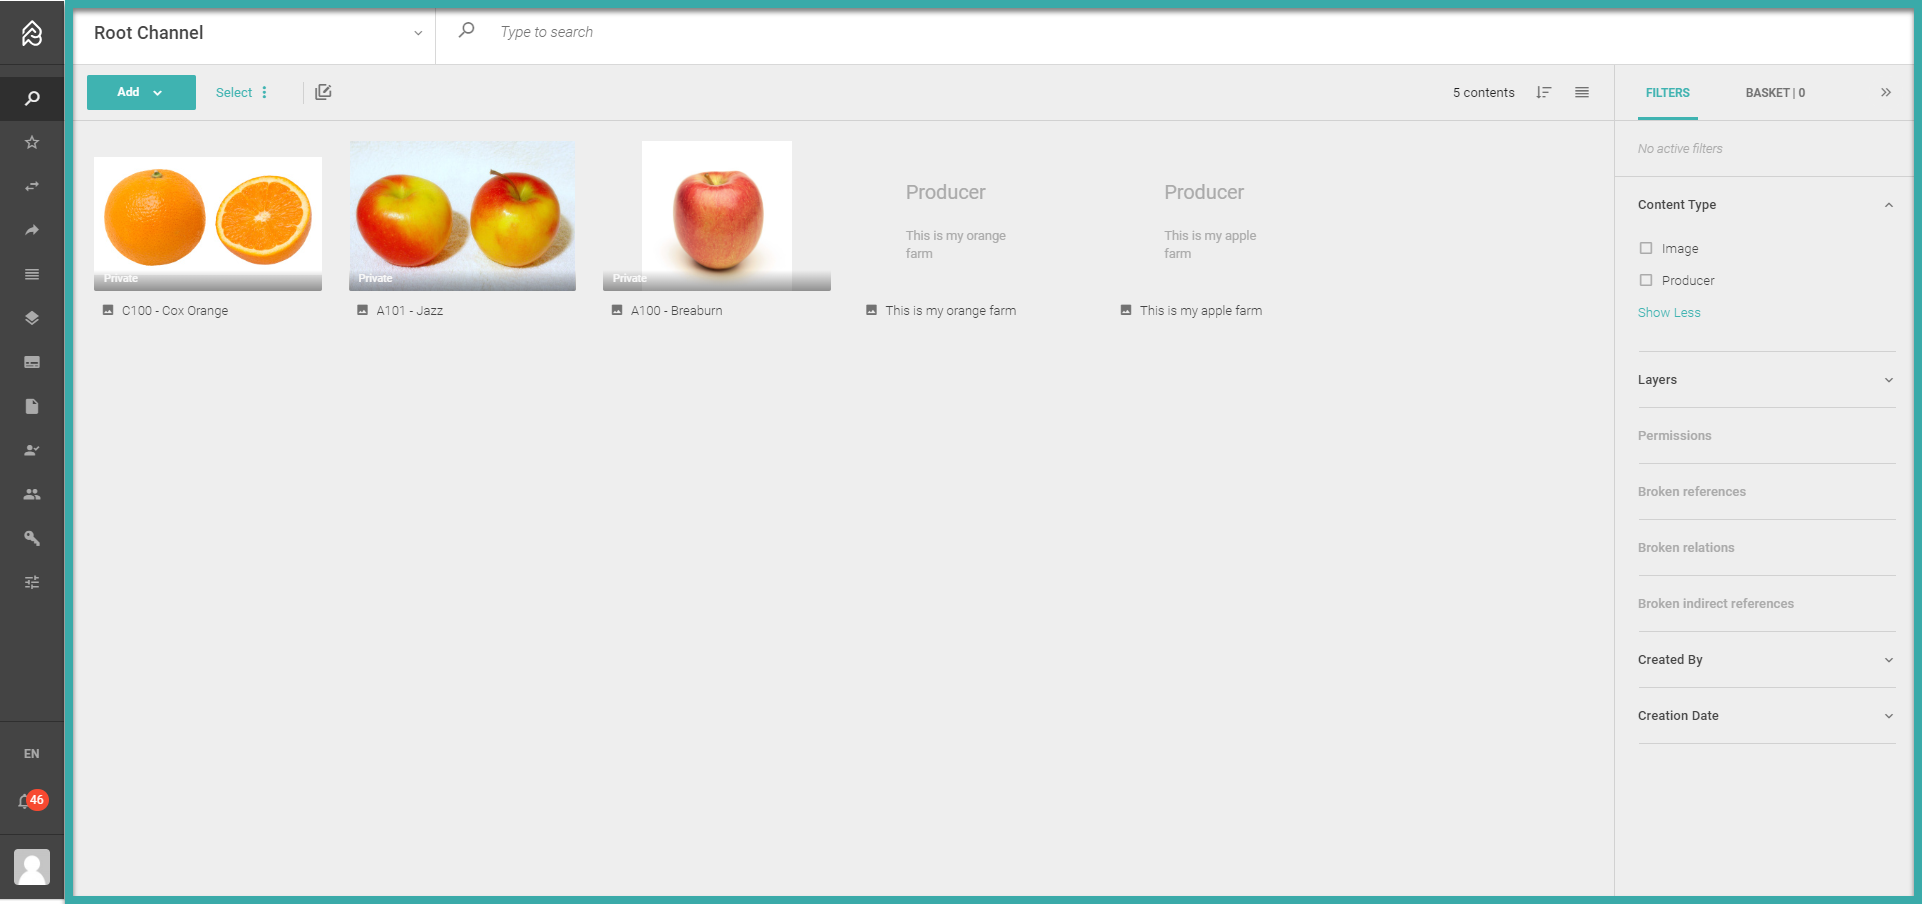 Root Channel
Type to search
Add
Select
5 contents
FILTERS
BASKET | 0
No active filters
Private
Private
Private
Producer
This is my orange
farm
Producer
This is my apple
farm
C100 - Cox Orange
A101 - Jazz
A100 - Breaburn
This is my orange farm
This is my apple farm
Content Type
Image
Producer
Show Less
Layers
Permissions
Broken references
Broken relations
Broken indirect references
Created By
Creation Date
EN
46